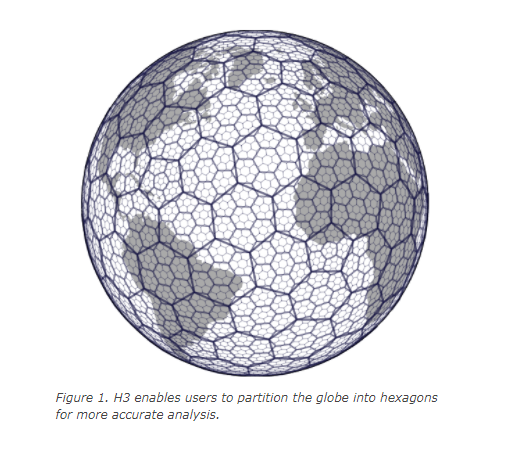 Figure 1. H3 enables users to partition the globe into hexagons
for more accurate analysis.